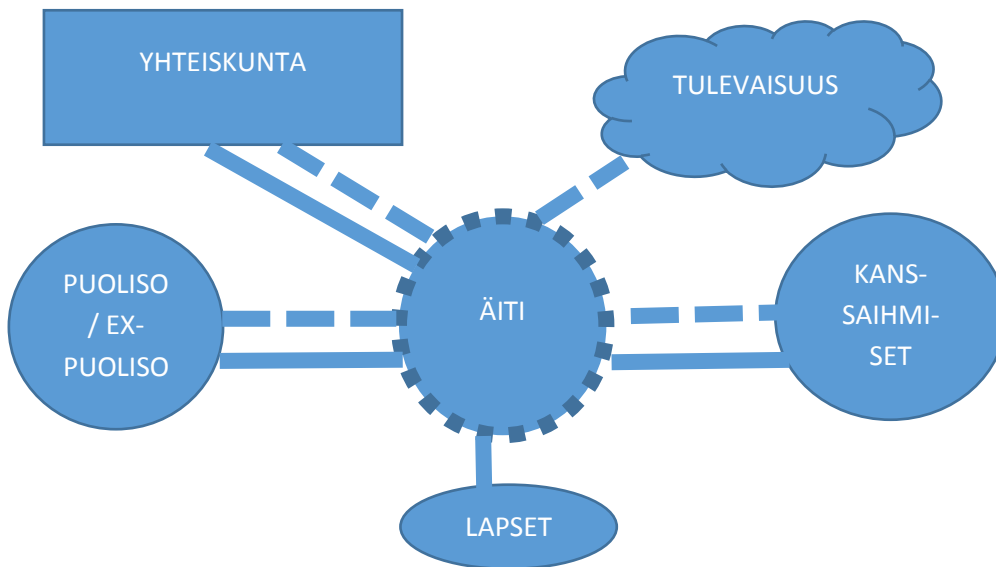 YHTEISKUNTA
TULEVAISUUS
PUOLISO
/ EX-
PUOLISO
ÄITI
KANS-
SAIHMI-
SET
LAPSET